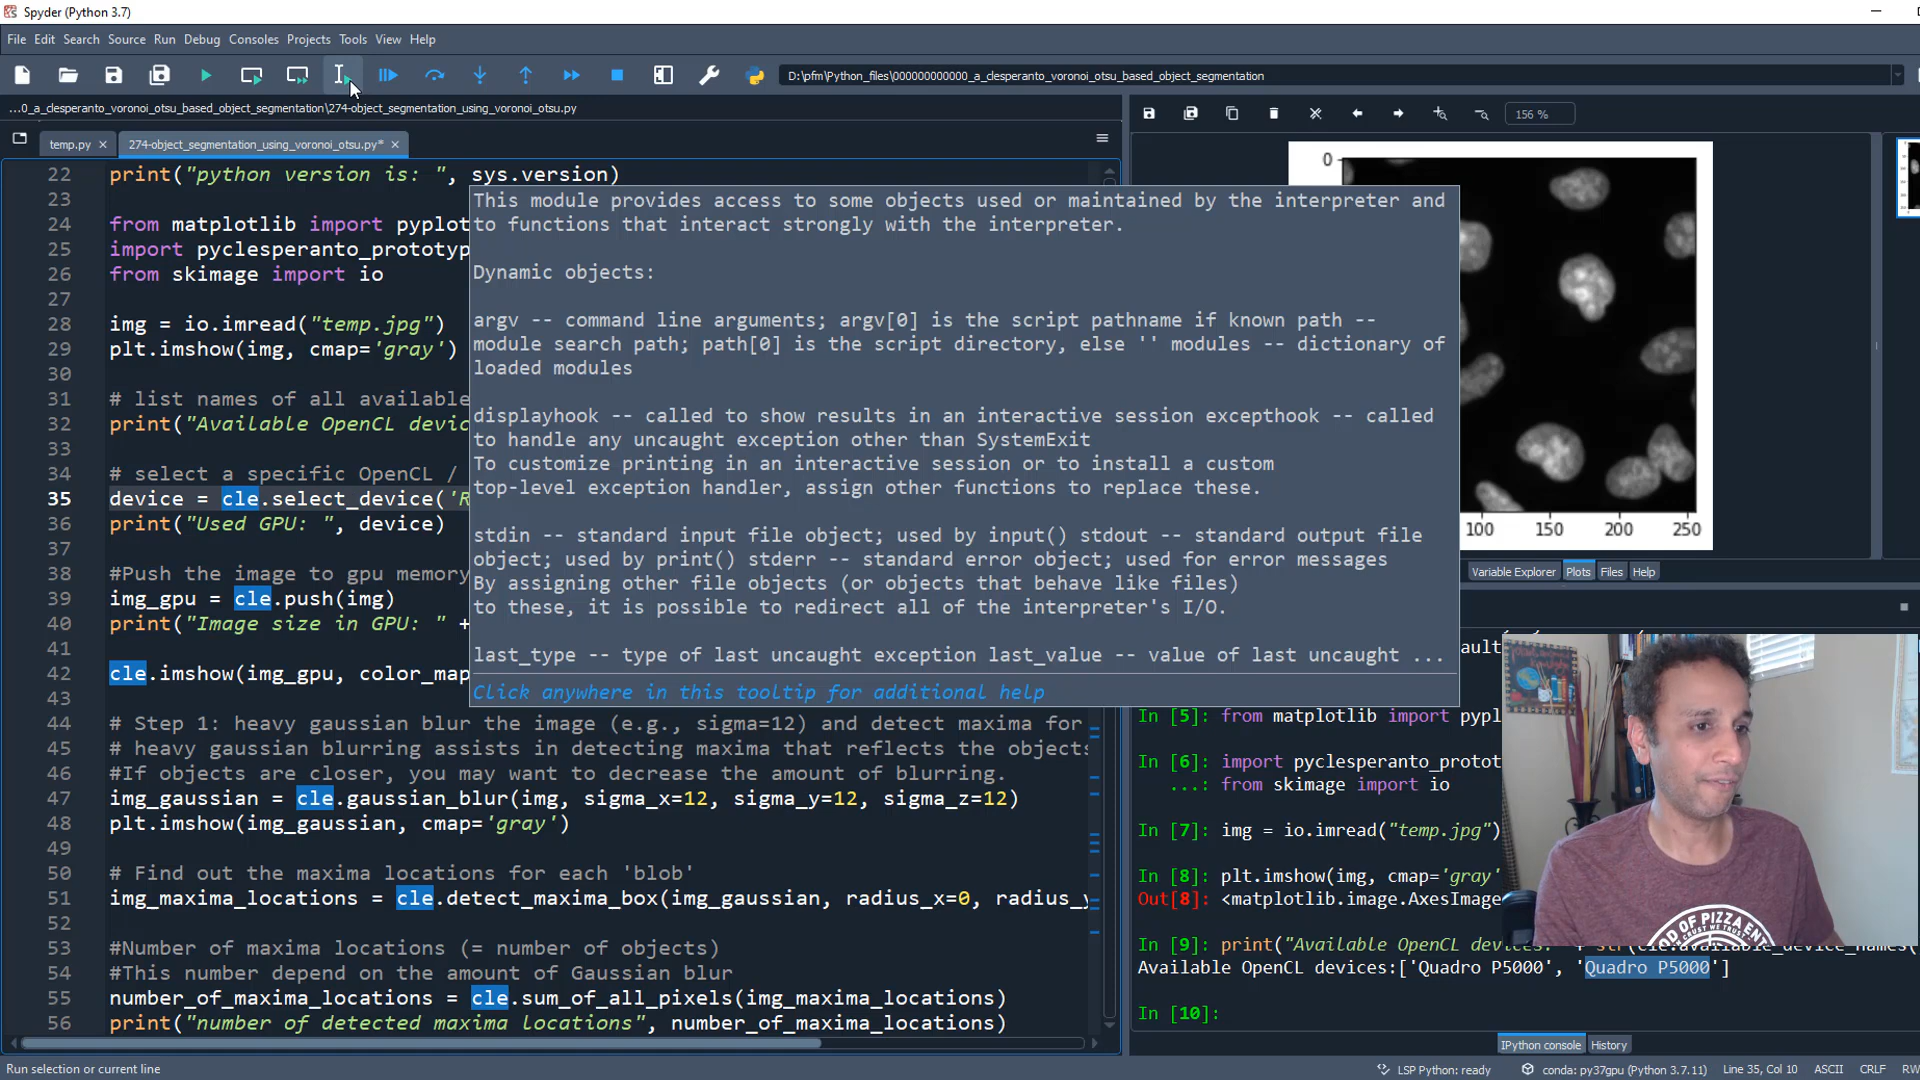 Spyder (Python 3.7)
File Edit Search Source Run Debug Consoles Projects Tools View Help
D:\pfm\Python_files\000000000000_a_clesperanto_voronoi_otsu_based_object_segmentation
...0_a_clesperanto_voronoi_otsu_based_object_segmentation\274-object_segmentation_using_voronoi_otsu.py
temp.py
274-object_segmentation_using_voronoi_otsu.py*
156 %
22 print("python version is: ", sys.version)
23
24 from matplotlib import pyplot
25 import pyclesperanto_prototyp
26 from skimage import io
27
28 img = io.imread("temp.jpg")
29 plt.imshow(img, cmap='gray')
30
31 # list names of all available
32 print("Available OpenCL devic
33
34 # select a specific OpenCL /
35 device = cle.select_device('R
36 print("Used GPU: ", device)
37
38 #Push the image to gpu memory
39 img_gpu = cle.push(img)
40 print("Image size in GPU: " +
41
42 cle.imshow(img_gpu, color_map
43
44 # Step 1: heavy gaussian blur the image (e.g., sigma=12) and detect maxima for
45 # heavy gaussian blurring assists in detecting maxima that reflects the objects
46 #If objects are closer, you may want to decrease the amount of blurring.
47 img_gaussian = cle.gaussian_blur(img, sigma_x=12, sigma_y=12, sigma_z=12)
48 plt.imshow(img_gaussian, cmap='gray')
49
50 # Find out the maxima locations for each 'blob'
51 img_maxima_locations = cle.detect_maxima_box(img_gaussian, radius_x=0, radius_y
52
53 #Number of maxima locations (= number of objects)
54 #This number depend on the amount of Gaussian blur
55 number_of_maxima_locations = cle.sum_of_all_pixels(img_maxima_locations)
56 print("number of detected maxima locations", number_of_maxima_locations)
This module provides access to some objects used or maintained by the interpreter and
to functions that interact strongly with the interpreter.
Dynamic objects:
argv -- command line arguments; argv[0] is the script pathname if known path --
module search path; path[0] is the script directory, else '' modules -- dictionary of
loaded modules
displayhook -- called to show results in an interactive session excepthook -- called
to handle any uncaught exception other than SystemExit
To customize printing in an interactive session or to install a custom
top-level exception handler, assign other functions to replace these.
stdin -- standard input file object; used by input() stdout -- standard output file
object; used by print() stderr -- standard error object; used for error messages
By assigning other file objects (or objects that behave like files)
to these, it is possible to redirect all of the interpreter's I/O.
last_type -- type of last uncaught exception last_value -- value of last uncaught ...
Click anywhere in this tooltip for additional help
0
100 150 200 250
Variable Explorer Plots Files Help
ault
In [5]: from matplotlib import pypl
In [6]: import pyclesperanto_protot
...: from skimage import io
In [7]: img = io.imread("temp.jpg")
In [8]: plt.imshow(img, cmap='gray'
Out[8]: <matplotlib.image.AxesImage
In [9]: print("Available OpenCL devices:
Available OpenCL devices:['Quadro P5000', 'Quadro P5000']
In [10]:
IPython console History
Run selection or current line
LSP Python: ready
conda: py37gpu (Python 3.7.11)
Line 35, Col 10
ASCII
CRLF
RW